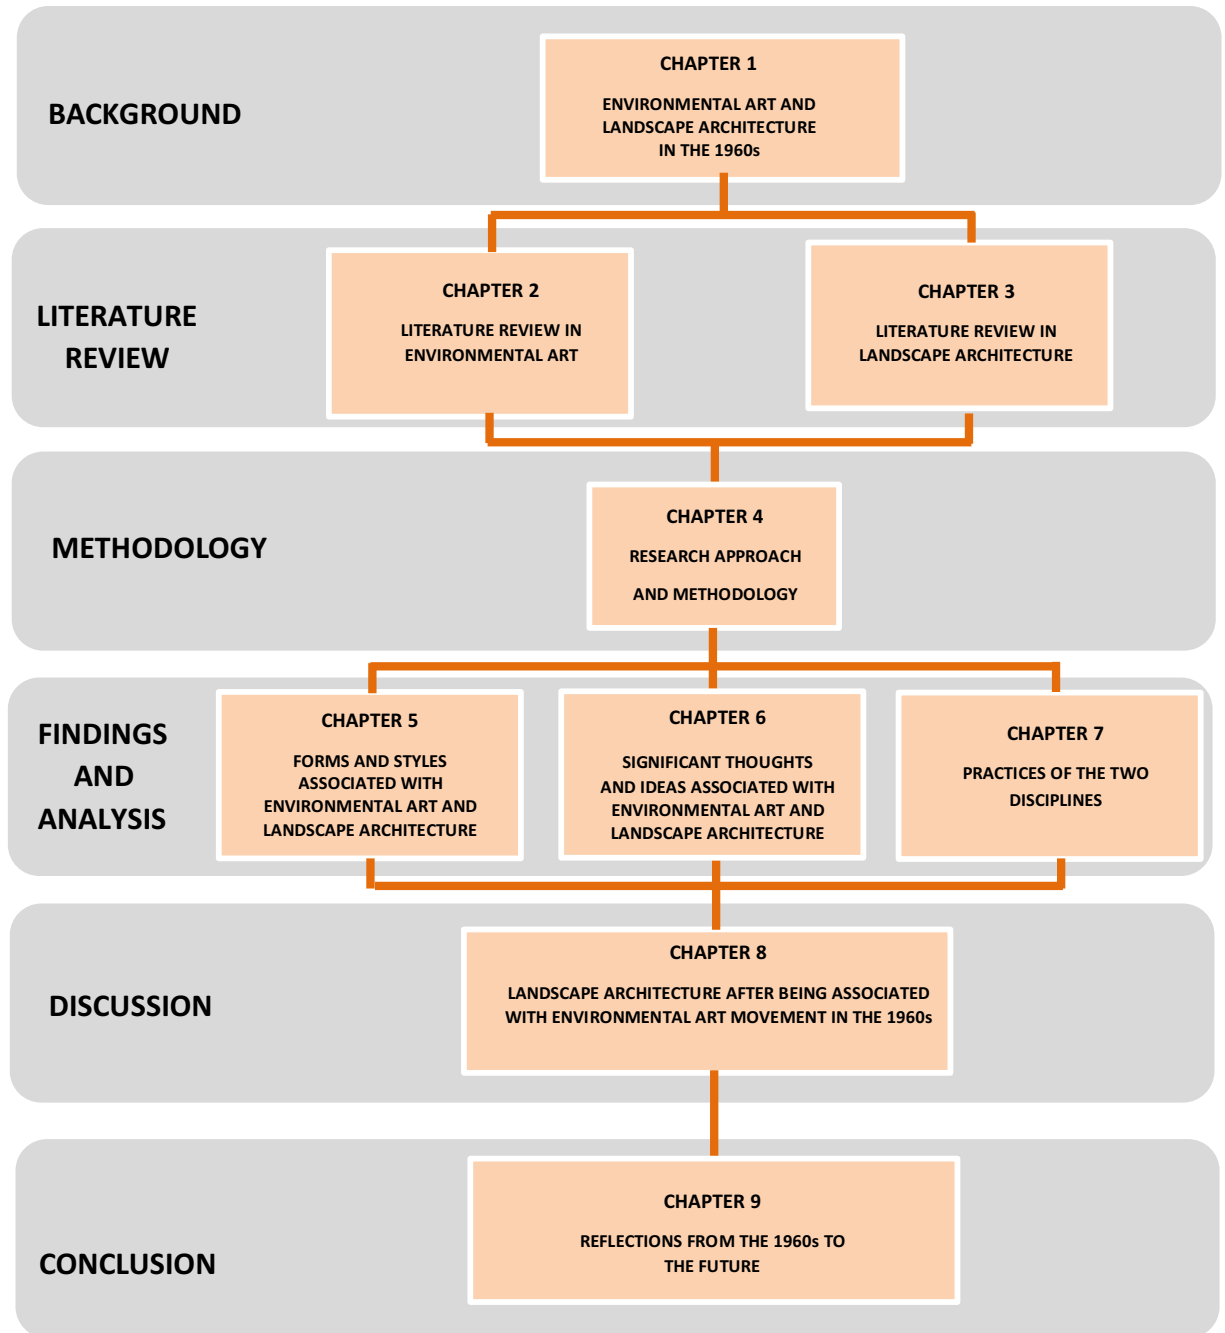 BACKGROUND
CHAPTER 1
ENVIRONMENTAL ART AND
LANDSCAPE ARCHITECTURE
IN THE 1960s
LITERATURE
REVIEW
CHAPTER 2
LITERATURE REVIEW IN
ENVIRONMENTAL ART
CHAPTER 3
LITERATURE REVIEW IN
LANDSCAPE ARCHITECTURE
METHODOLOGY
CHAPTER 4
RESEARCH APPROACH
AND METHODOLOGY
FINDINGS
AND
ANALYSIS
CHAPTER 5
FORMS AND STYLES
ASSOCIATED WITH
ENVIRONMENTAL ART AND
LANDSCAPE ARCHITECTURE
CHAPTER 6
SIGNIFICANT THOUGHTS
AND IDEAS ASSOCIATED WITH
ENVIRONMENTAL ART AND
LANDSCAPE ARCHITECTURE
CHAPTER 7
PRACTICES OF THE TWO
DISCIPLINES
DISCUSSION
CHAPTER 8
LANDSCAPE ARCHITECTURE AFTER BEING ASSOCIATED
WITH ENVIRONMENTAL ART MOVEMENT IN THE 1960s
CONCLUSION
CHAPTER 9
REFLECTIONS FROM THE 1960s TO
THE FUTURE